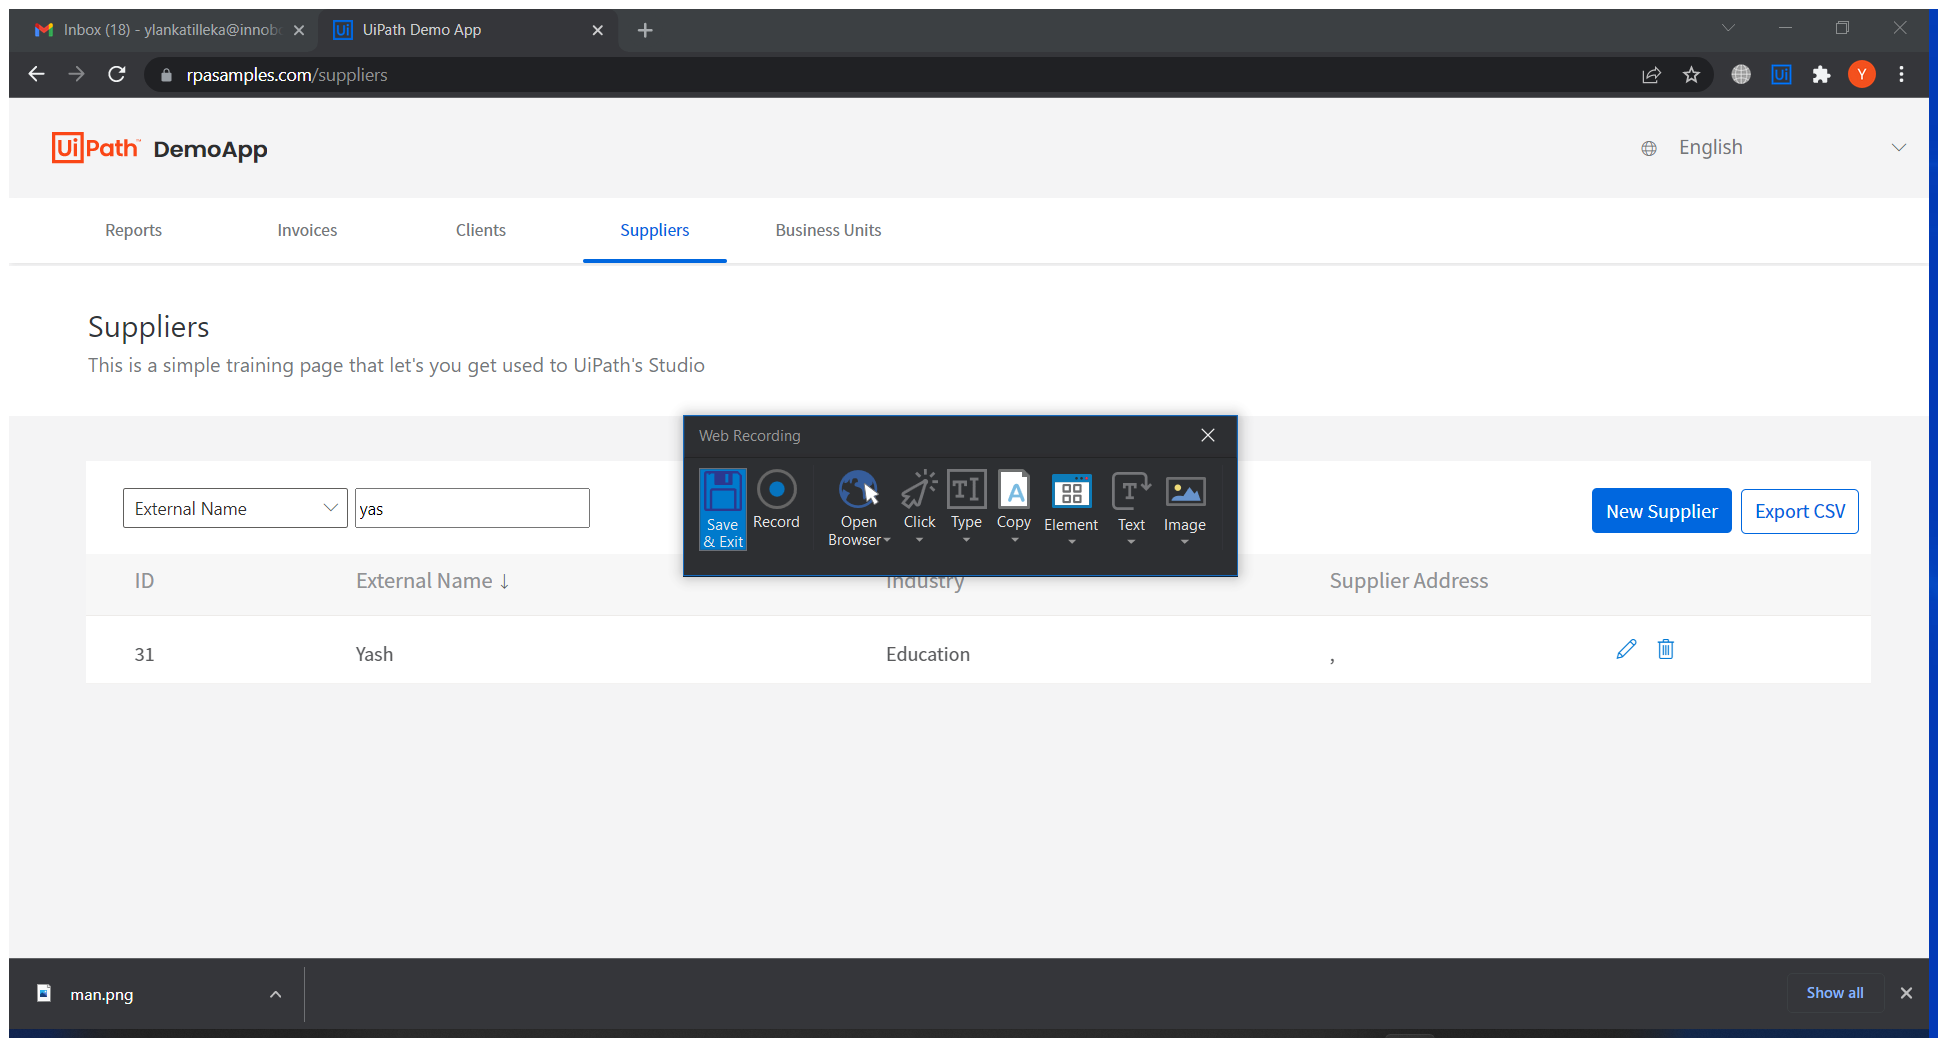 Inbox (18) - ylankatilleka@innob
UiPath Demo App
rpasamples.com/suppliers
Ui
Y
UiPath™ DemoApp
English
Reports
Invoices
Clients
Suppliers
Business Units
Suppliers
This is a simple training page that let's you get used to UiPath's Studio
Web Recording
Save & Exit
Record
Open Browser
Click
Type
Copy
Element
Text
Image
External Name
yas
New Supplier
Export CSV
ID
External Name ↓
Industry
Supplier Address
31
Yash
Education
,
man.png
Show all